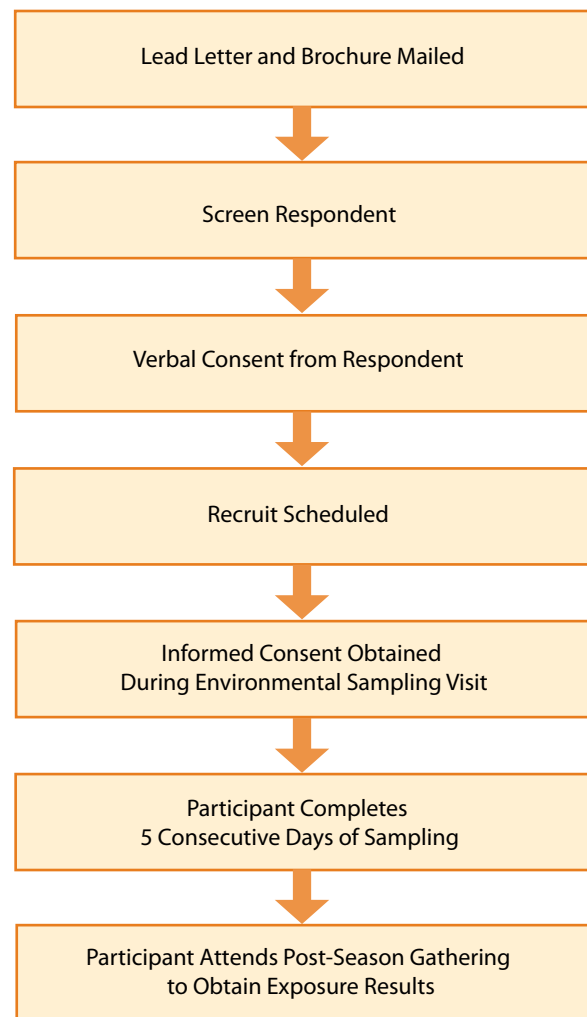 Lead Letter and Brochure Mailed
Screen Respondent
Verbal Consent from Respondent
Recruit Scheduled
Informed Consent Obtained
During Environmental Sampling Visit
Participant Completes
5 Consecutive Days of Sampling
Participant Attends Post-Season Gathering
to Obtain Exposure Results